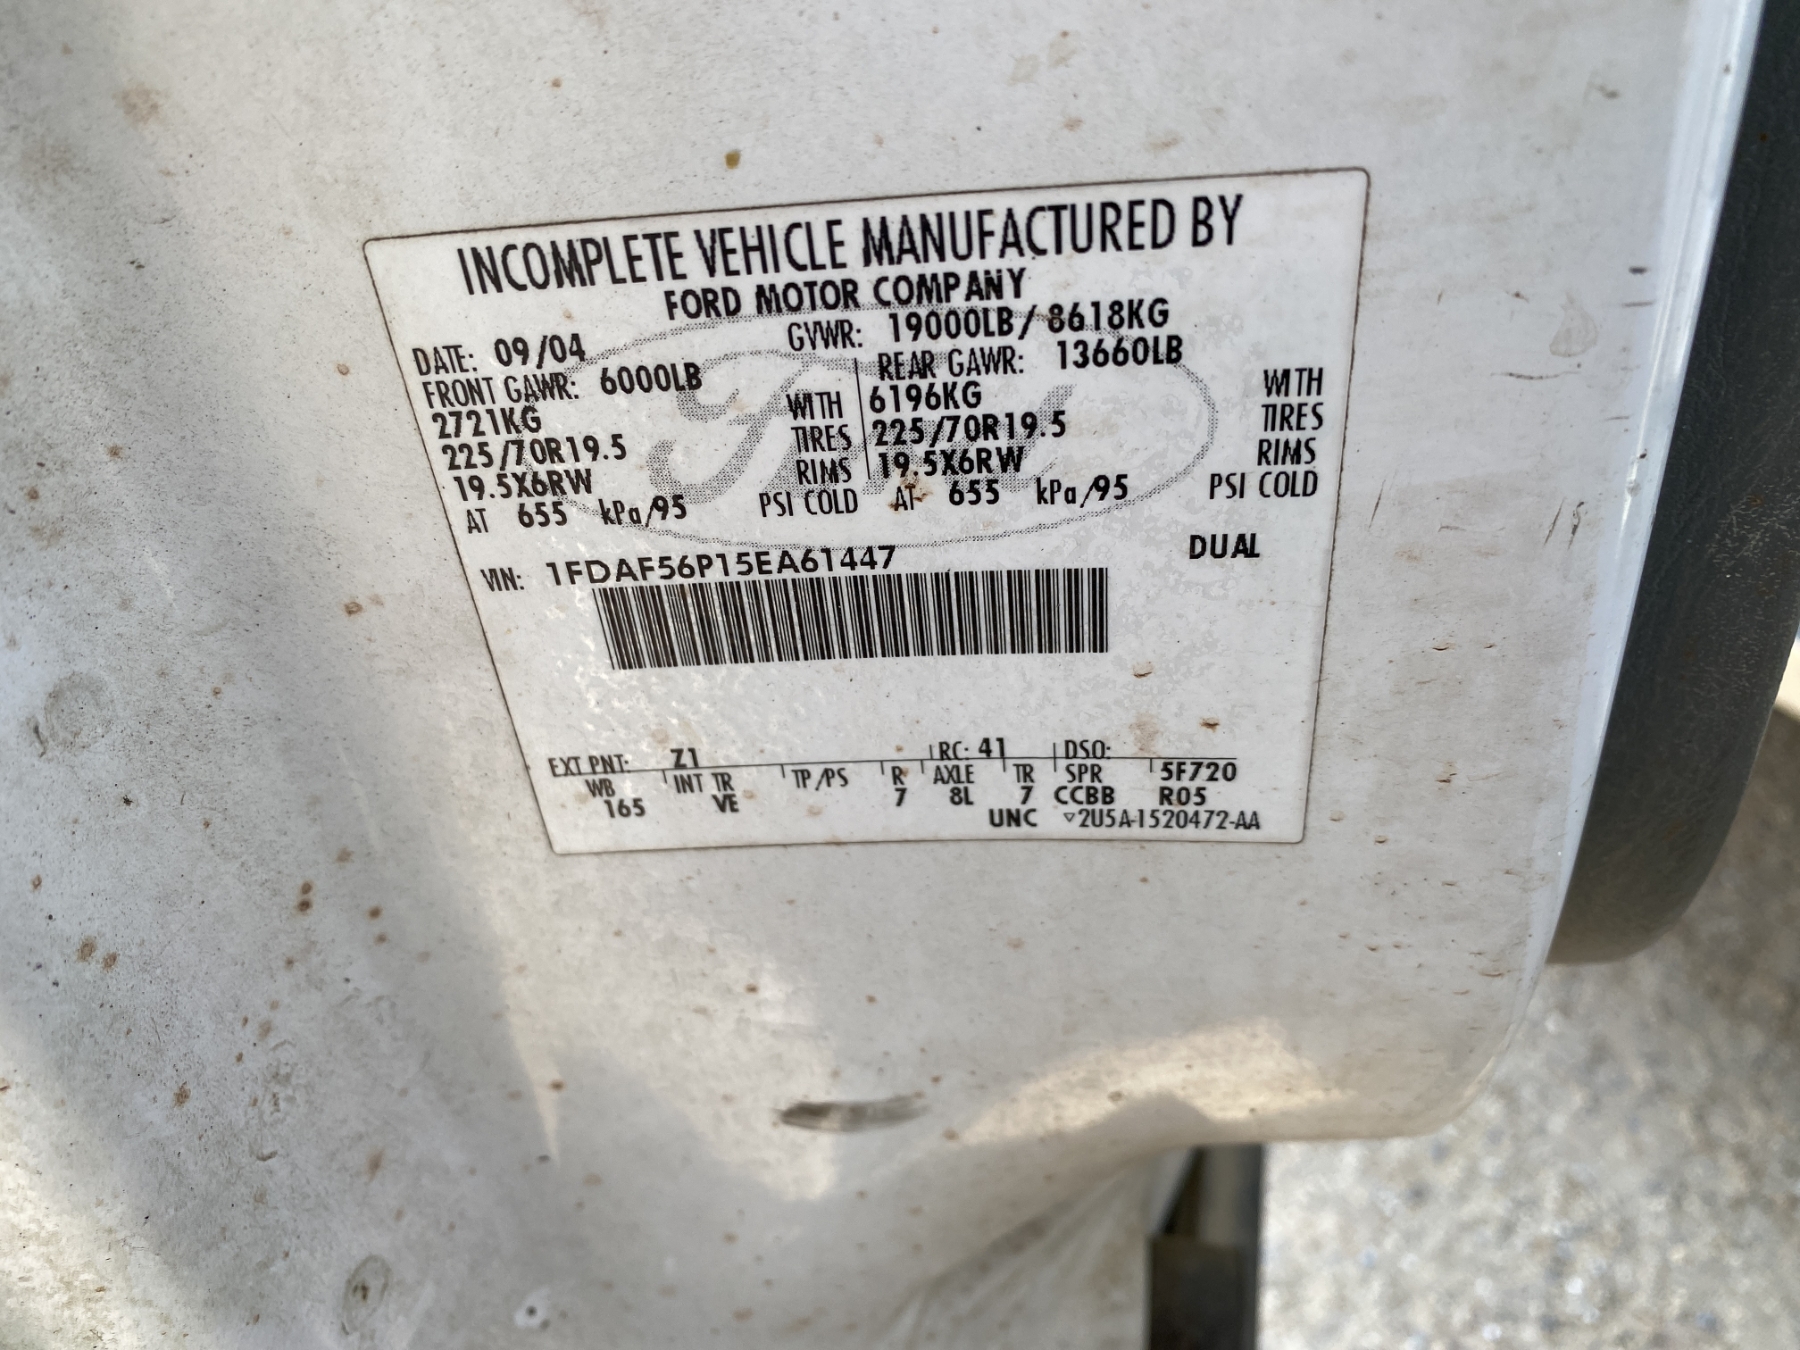 INCOMPLETE VEHICLE MANUFACTURED BY
FORD MOTOR COMPANY
DATE: 09/04 GVWR: 19000LB/ 8618KG
FRONT GAWR: 6000LB REAR GAWR: 13660LB
2721KG WITH 6196KG WITH
225/70R19.5 TIRES 225/70R19.5 TIRES
19.5X6RW RIMS 19.5X6RW RIMS
AT 655 kPa/95 PSI COLD AT 655 kPa/95 PSI COLD
VIN: 1FDAF56P15EA61447 DUAL
EXT PNT: Z1 RC: 41 DSO:
WB INT TR TP/PS R AXLE TR SPR 5F720
165 VE 7 8L 7 CCBB R05
UNC ▽2U5A-1520472-AA